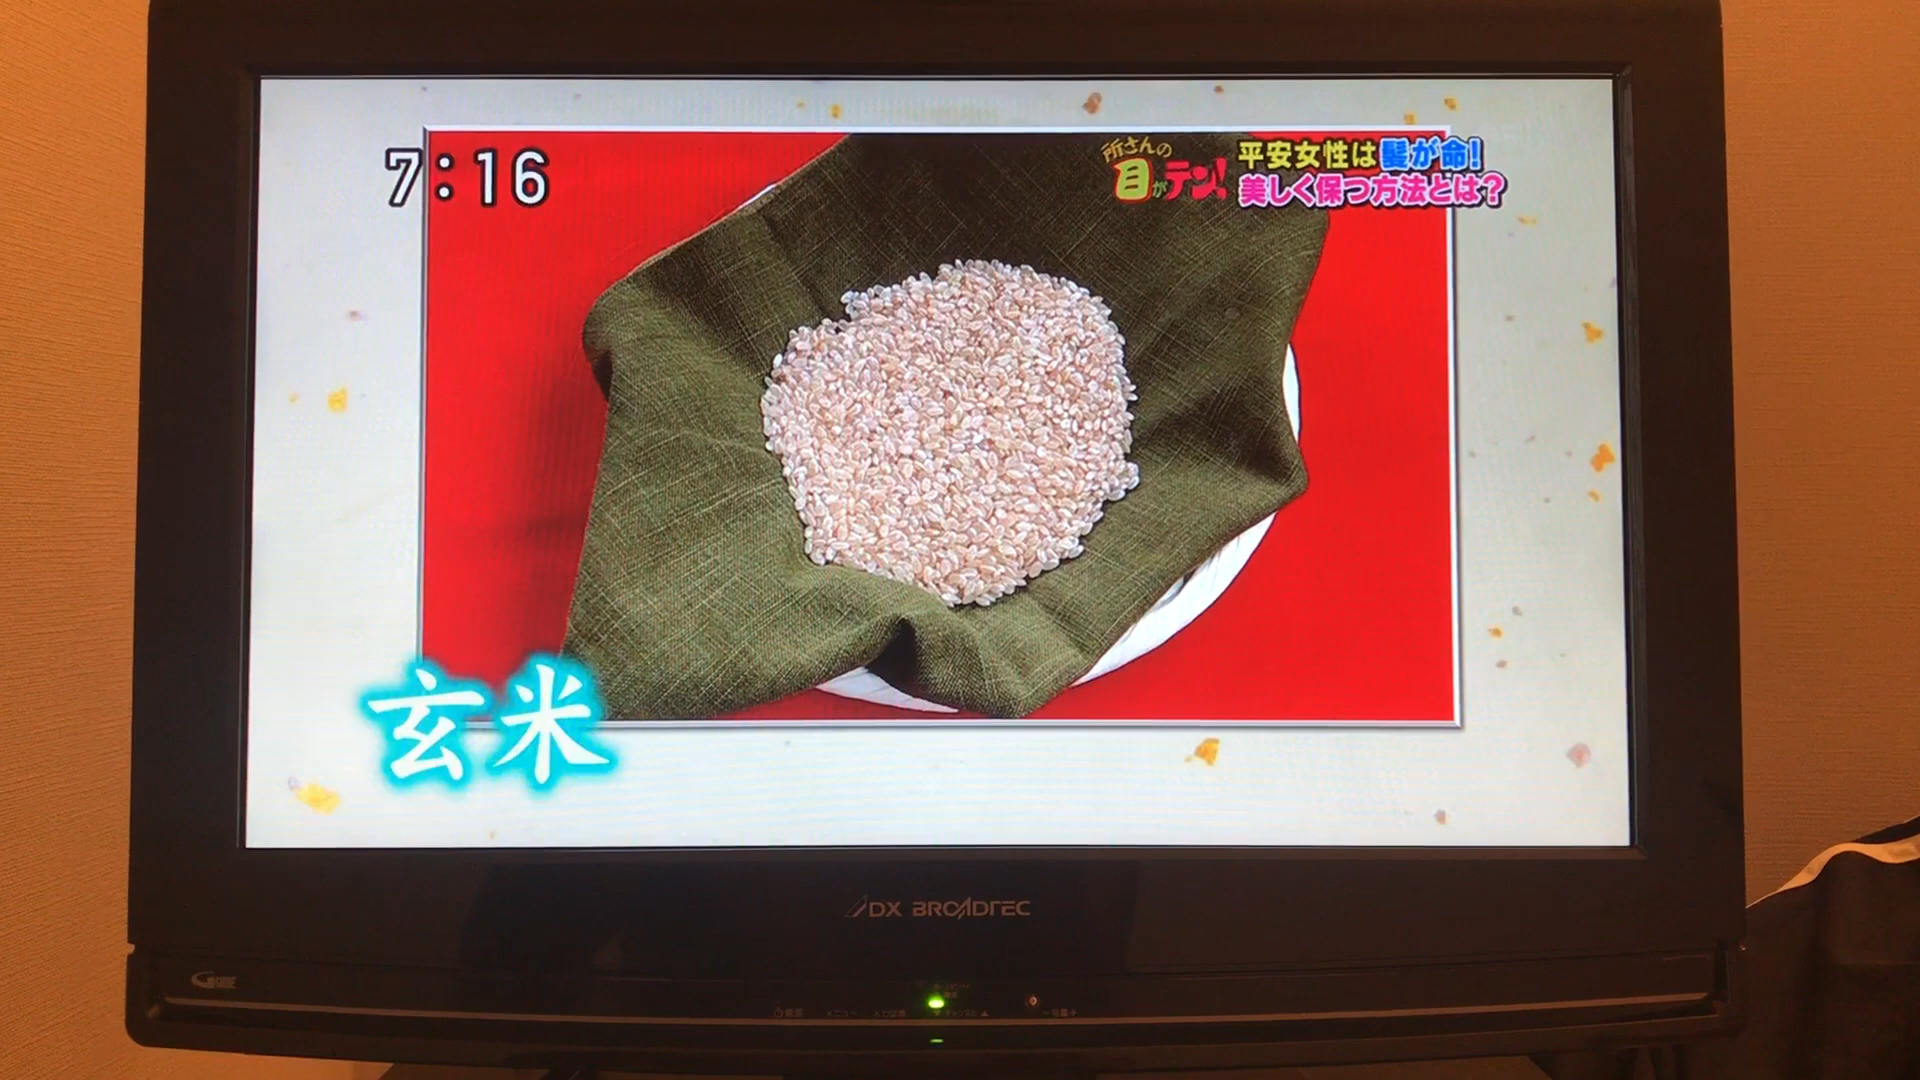 7:16
所さんの
目がテン!
平安女性は髪が命!
美しく保つ方法とは?
玄米
DX BROADTEC
G GUIDE